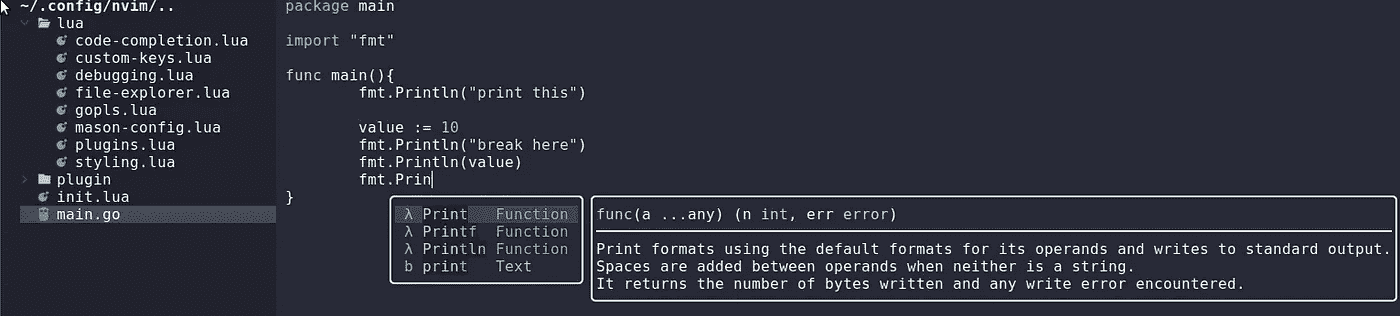 ~/.config/nvim/..
lua
code-completion.lua
custom-keys.lua
debugging.lua
file-explorer.lua
gopls.lua
mason-config.lua
plugins.lua
styling.lua
plugin
init.lua
main.go
package main
import "fmt"
func main(){
fmt.Println("print this")
value := 10
fmt.Println("break here")
fmt.Println(value)
fmt.Prin
}
λ Print Function
λ Printf Function
λ Println Function
b print Text
func(a ...any) (n int, err error)
Print formats using the default formats for its operands and writes to standard output.
Spaces are added between operands when neither is a string.
It returns the number of bytes written and any write error encountered.